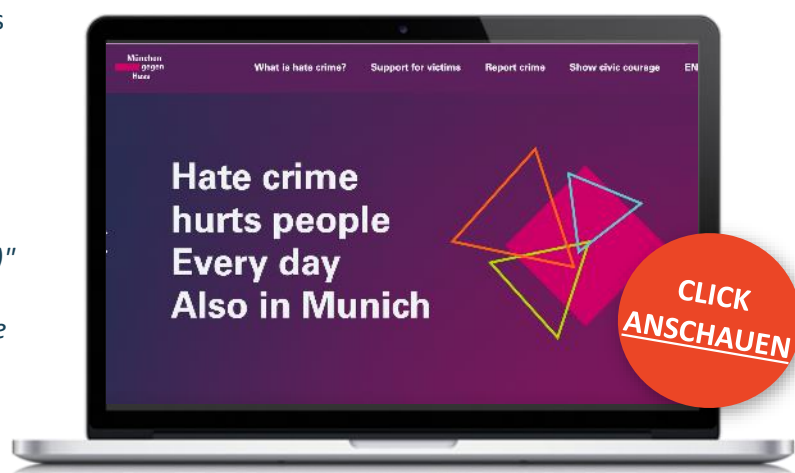 s
München
gegen
Hass
What is hate crime?
Support for victims
Report crime
Show civic courage
EN
Hate crime
hurts people
Every day
Also in Munich
)"
e
CLICK
ANSCHAUEN